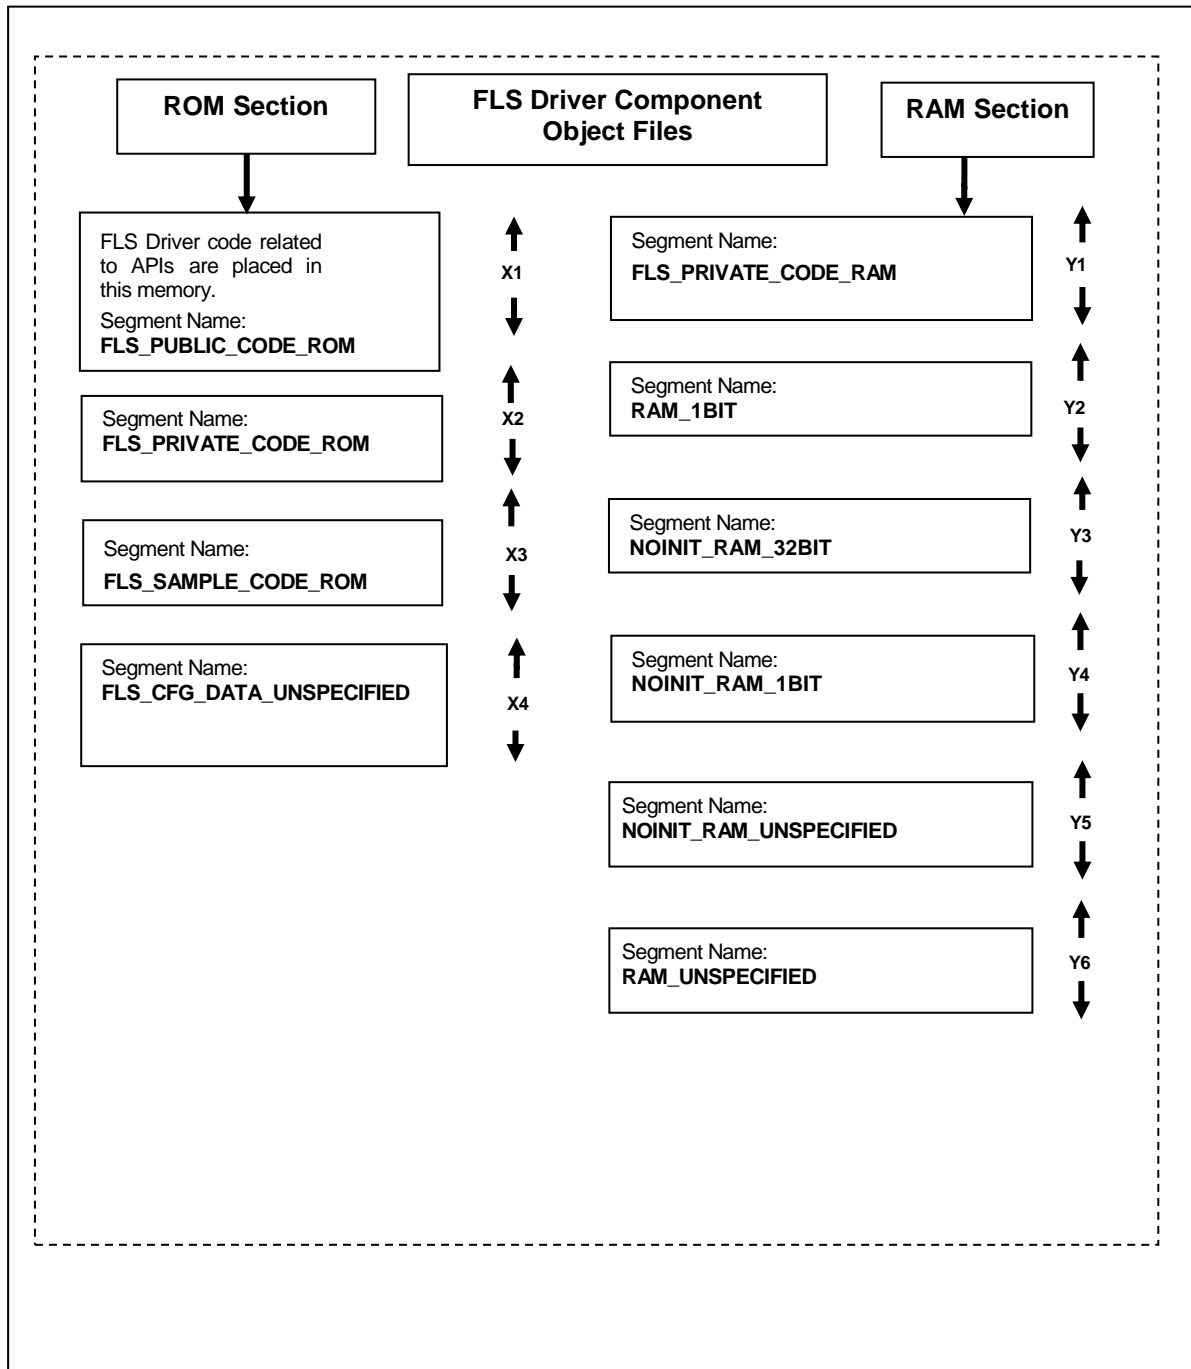 ROM Section
FLS Driver Component
Object Files
RAM Section
FLS Driver code related
to APIs are placed in
this memory.
Segment Name:
FLS_PUBLIC_CODE_ROM
X1
Segment Name:
FLS_PRIVATE_CODE_ROM
X2
Segment Name:
FLS_SAMPLE_CODE_ROM
X3
Segment Name:
FLS_CFG_DATA_UNSPECIFIED
X4
Segment Name:
FLS_PRIVATE_CODE_RAM
Y1
Segment Name:
RAM_1BIT
Y2
Segment Name:
NOINIT_RAM_32BIT
Y3
Segment Name:
NOINIT_RAM_1BIT
Y4
Segment Name:
NOINIT_RAM_UNSPECIFIED
Y5
Segment Name:
RAM_UNSPECIFIED
Y6